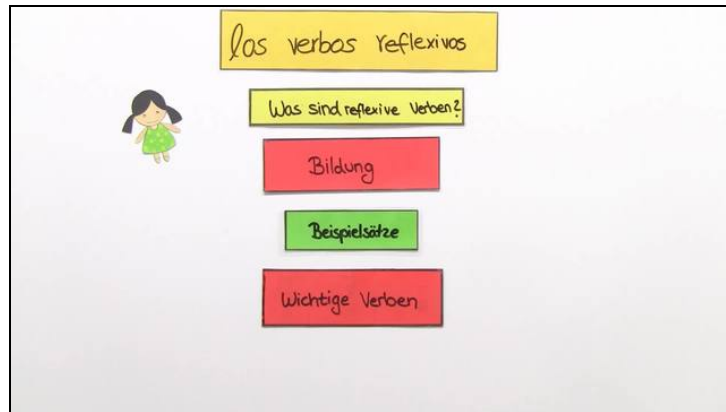 los verbos reflexivos
Was sind reflexive Verben?
Bildung
Beispielsätze
Wichtige Verben